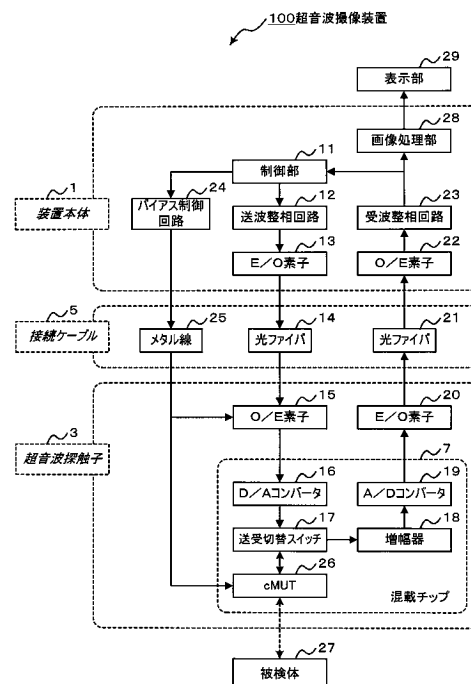 100超音波撮像装置
29
表示部
28
画像処理部
11
制御部
1
装置本体
24
バイアス制御
回路
12
送波整相回路
23
受波整相回路
13
E/O素子
22
O/E素子
5
接続ケーブル
25
メタル線
14
光ファイバ
21
光ファイバ
3
超音波探触子
15
O/E素子
20
E/O素子
7
16
D/Aコンバータ
19
A/Dコンバータ
17
送受切替スイッチ
18
増幅器
26
cMUT
混載チップ
27
被検体